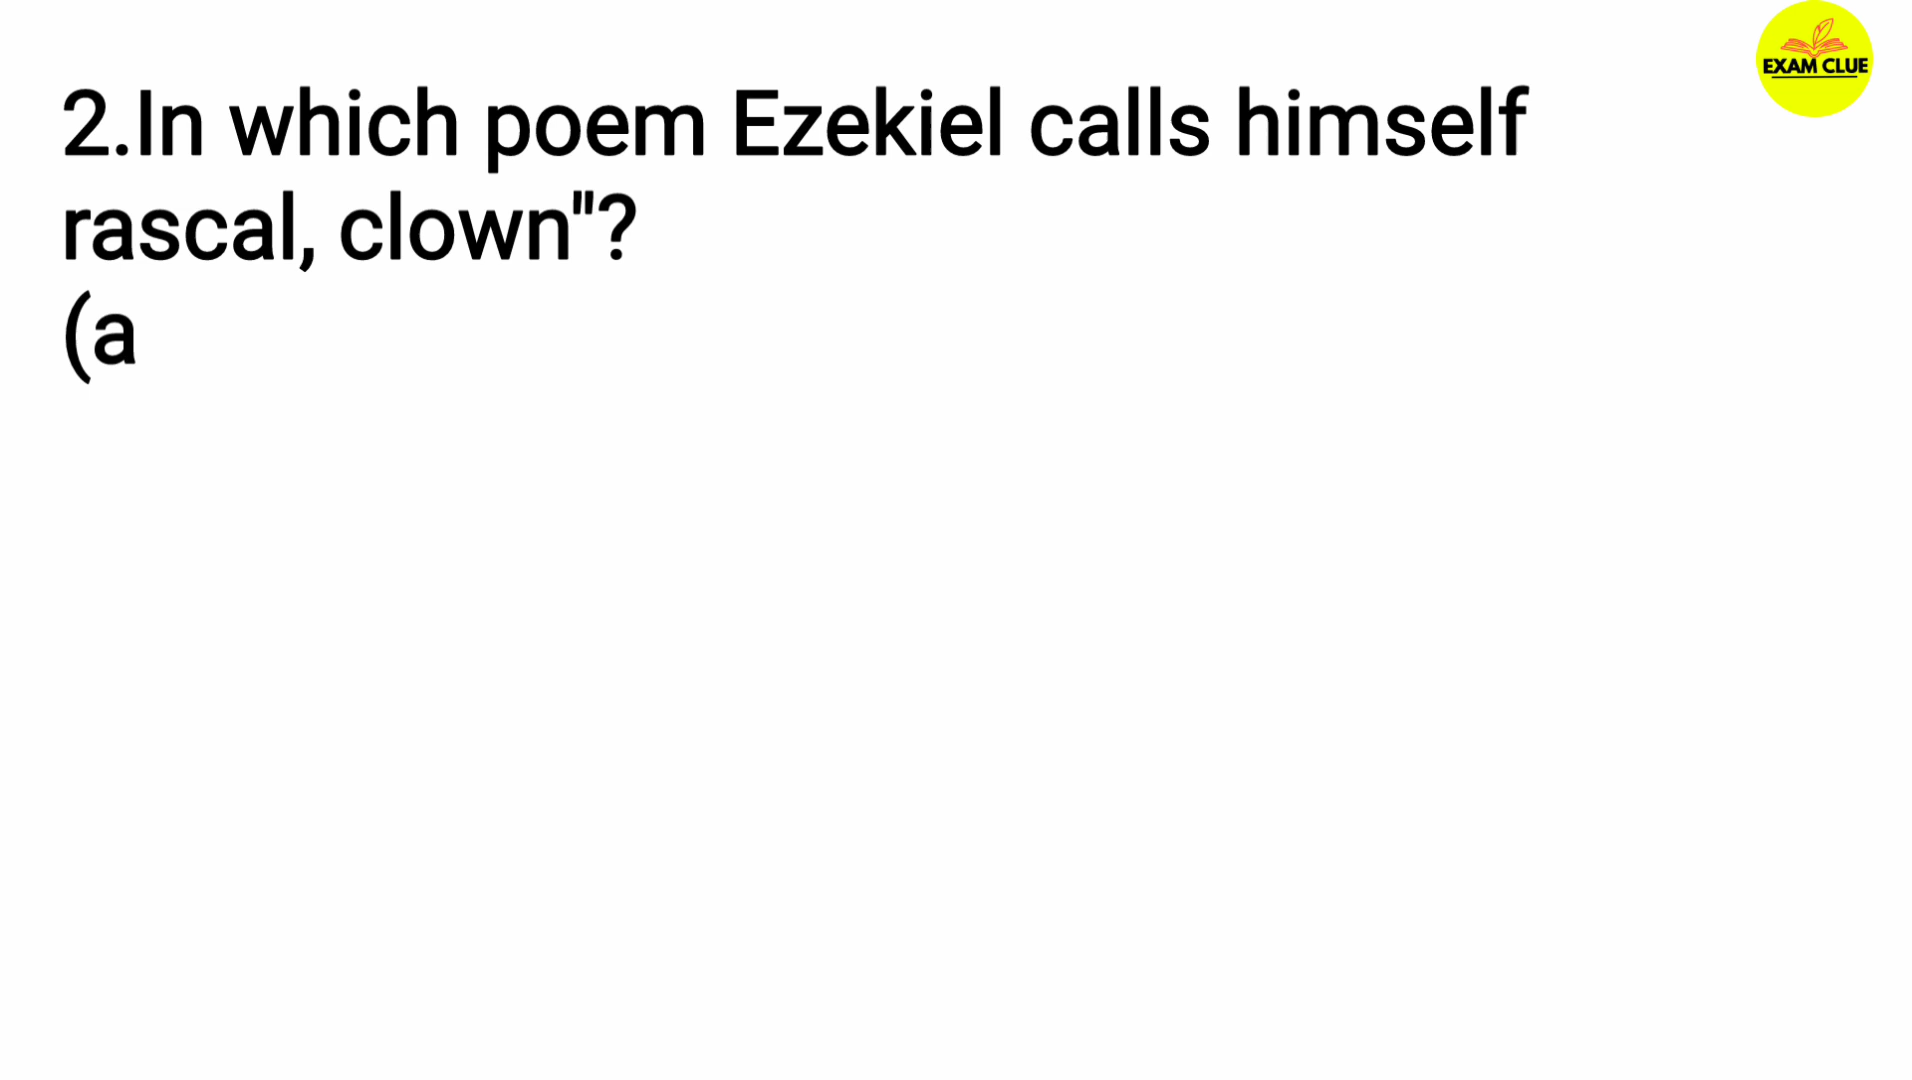 EXAM CLUE
2.In which poem Ezekiel calls himself
rascal, clown"?
(a